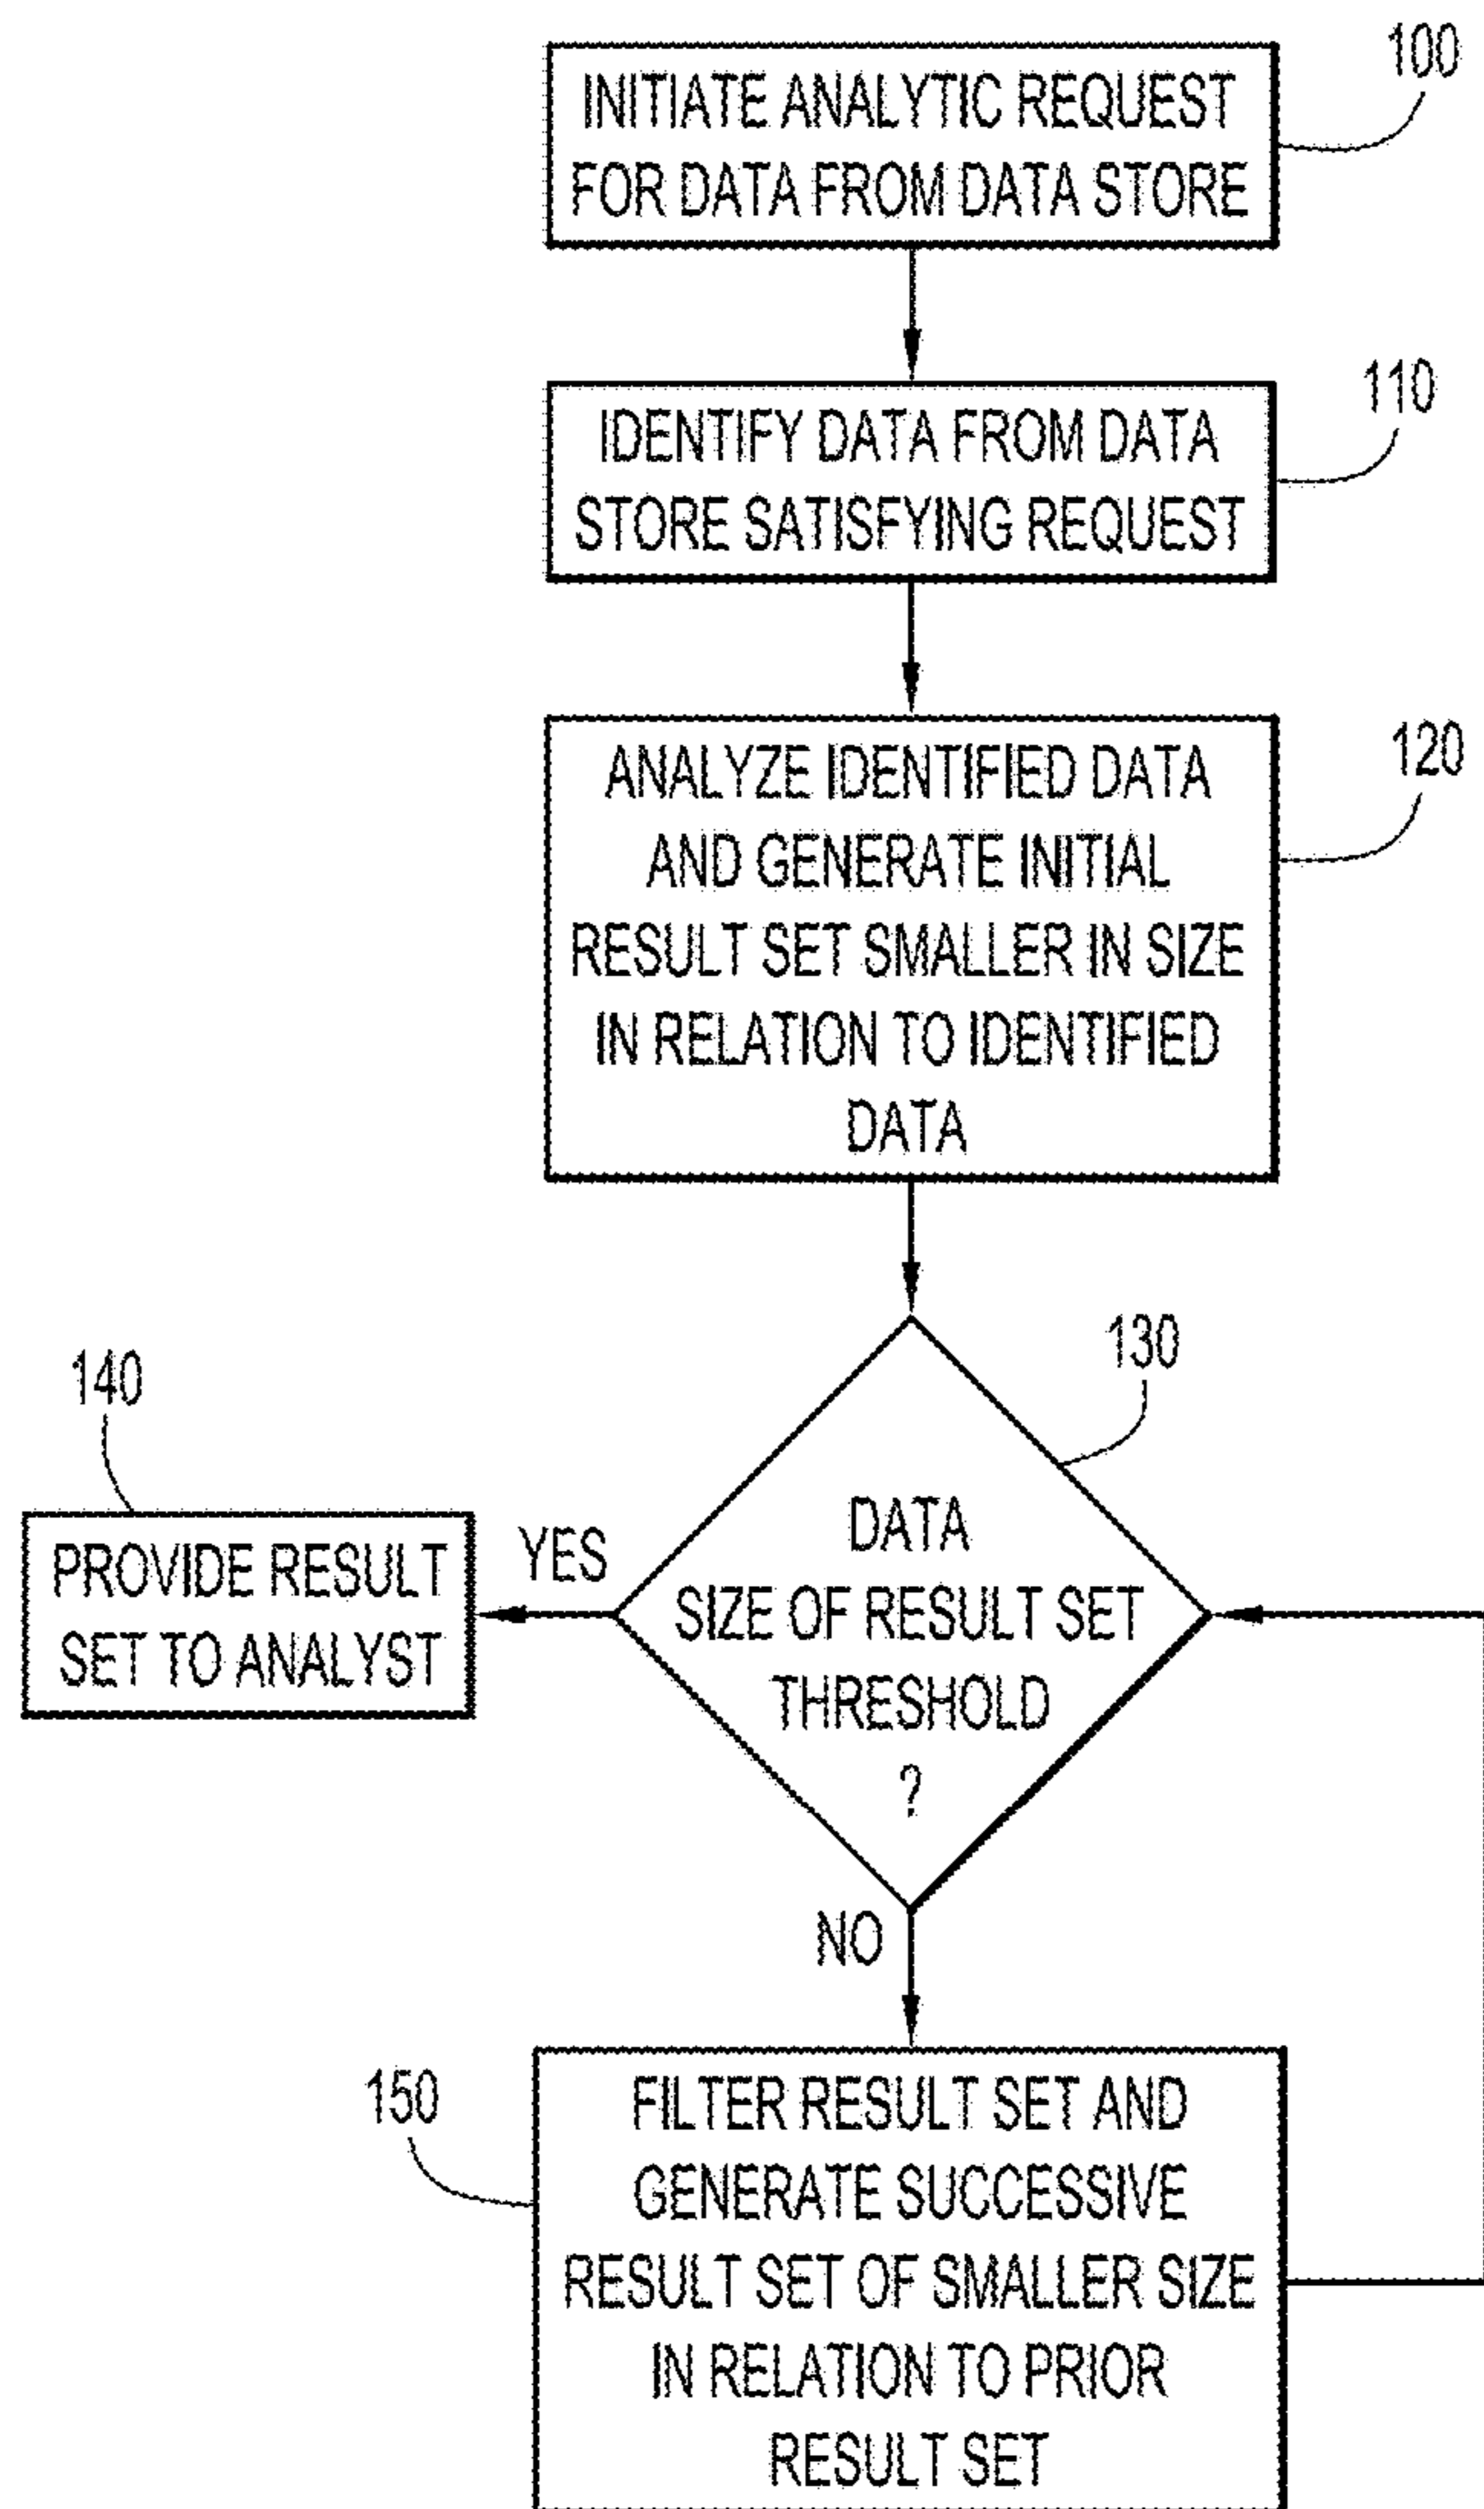 100
INITIATE ANALYTIC REQUEST
FOR DATA FROM DATA STORE
110
IDENTIFY DATA FROM DATA
STORE SATISFYING REQUEST
120
ANALYZE IDENTIFIED DATA
AND GENERATE INITIAL
RESULT SET SMALLER IN SIZE
IN RELATION TO IDENTIFIED
DATA
130
DATA
SIZE OF RESULT SET
THRESHOLD
?
YES
140
PROVIDE RESULT
SET TO ANALYST
NO
150
FILTER RESULT SET AND
GENERATE SUCCESSIVE
RESULT SET OF SMALLER SIZE
IN RELATION TO PRIOR
RESULT SET